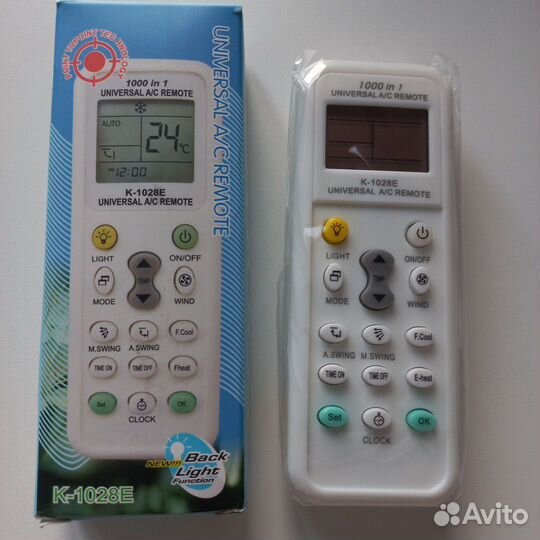 POINT TOPOINT TECHNOLOGY
UNIVERSAL A/C REMOTE
1000 in 1
UNIVERSAL A/C REMOTE
AUTO
24°C
12:00
K-1028E
UNIVERSAL A/C REMOTE
LIGHT
ON/OFF
TEMP
MODE
WIND
M.SWING
A.SWING
F.Cool
TIME ON
TIME OFF
Fheat
Set
OK
CLOCK
NEW!!! Back
Light
Function
K-1028E
1000 in 1
UNIVERSAL A/C REMOTE
K-1028E
UNIVERSAL A/C REMOTE
LIGHT
ON/OFF
TEMP
MODE
WIND
A.SWING
M.SWING
F.Cool
TIME ON
TIME OFF
E-heat
Set
OK
CLOCK
Avito